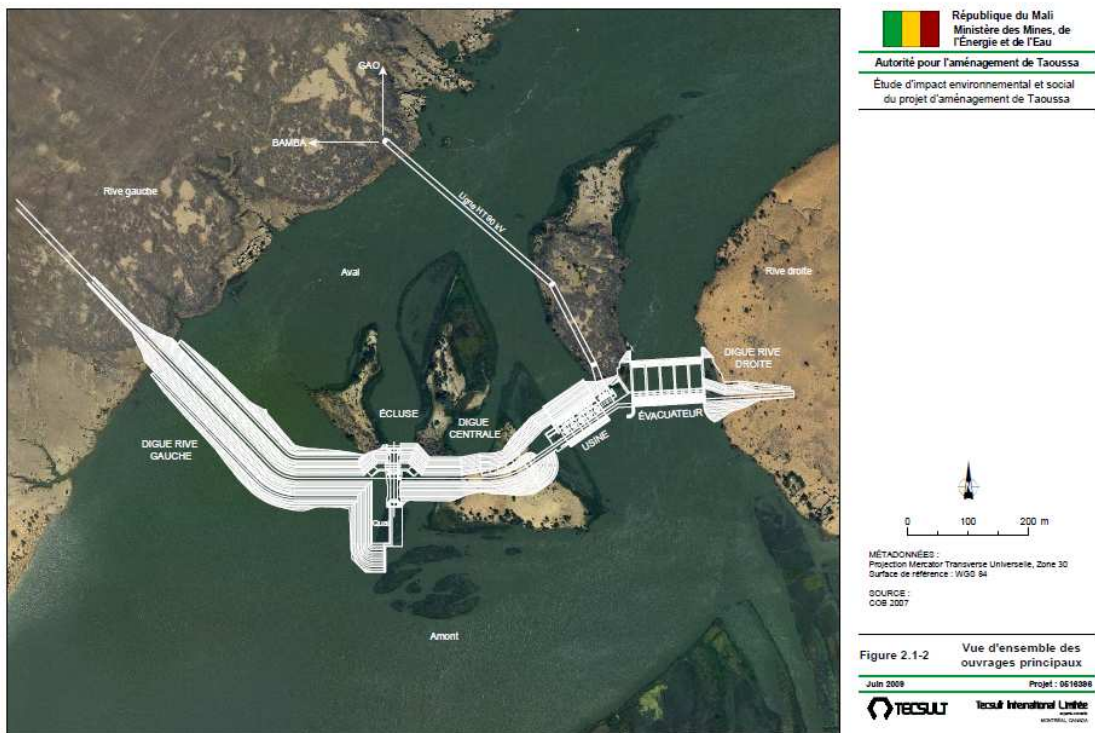 GAO
BAMBA
Rive gauche
Ligne HT 90 kV
Aval
Rive droite
DIGUE RIVE
DROITE
ÉCLUSE
DIGUE
CENTRALE
ÉVACUATEUR
USINE
DIGUE RIVE
GAUCHE
Quai
Amont
République du Mali
Ministère des Mines, de
l'Énergie et de l'Eau
Autorité pour l'aménagement de Taoussa
Étude d'impact environnemental et social
du projet d'aménagement de Taoussa
N
0 100 200 m
MÉTADONNÉES :
Projection Mercator Transverse Universelle, Zone 30
Surface de référence : WGS 84
SOURCE :
COB 2007
Figure 2.1-2
Vue d'ensemble des
ouvrages principaux
Juin 2009
Projet : 0516396
TECSULT
Tecsult International Limitée
MONTRÉAL, CANADA